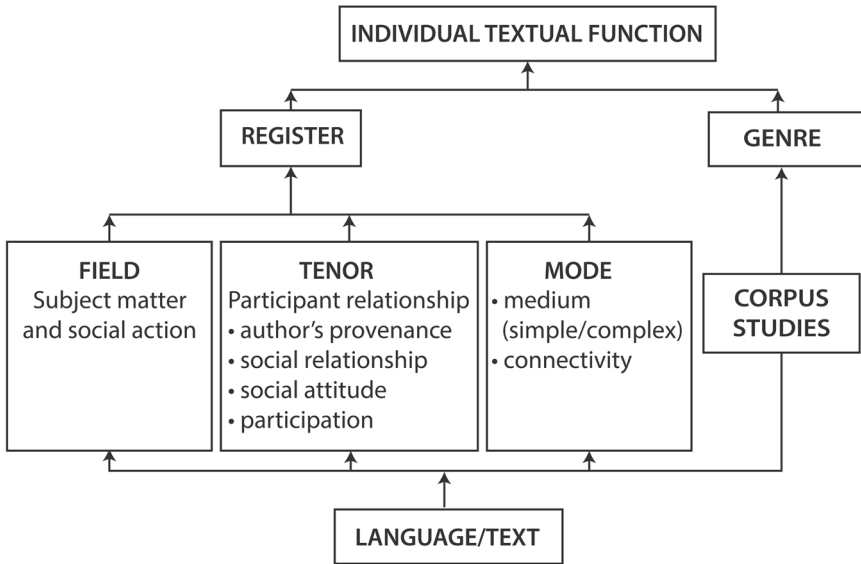 INDIVIDUAL TEXTUAL FUNCTION
REGISTER
GENRE
FIELD
Subject matter
and social action
TENOR
Participant relationship
• author’s provenance
• social relationship
• social attitude
• participation
MODE
• medium
(simple/complex)
• connectivity
CORPUS
STUDIES
LANGUAGE/TEXT